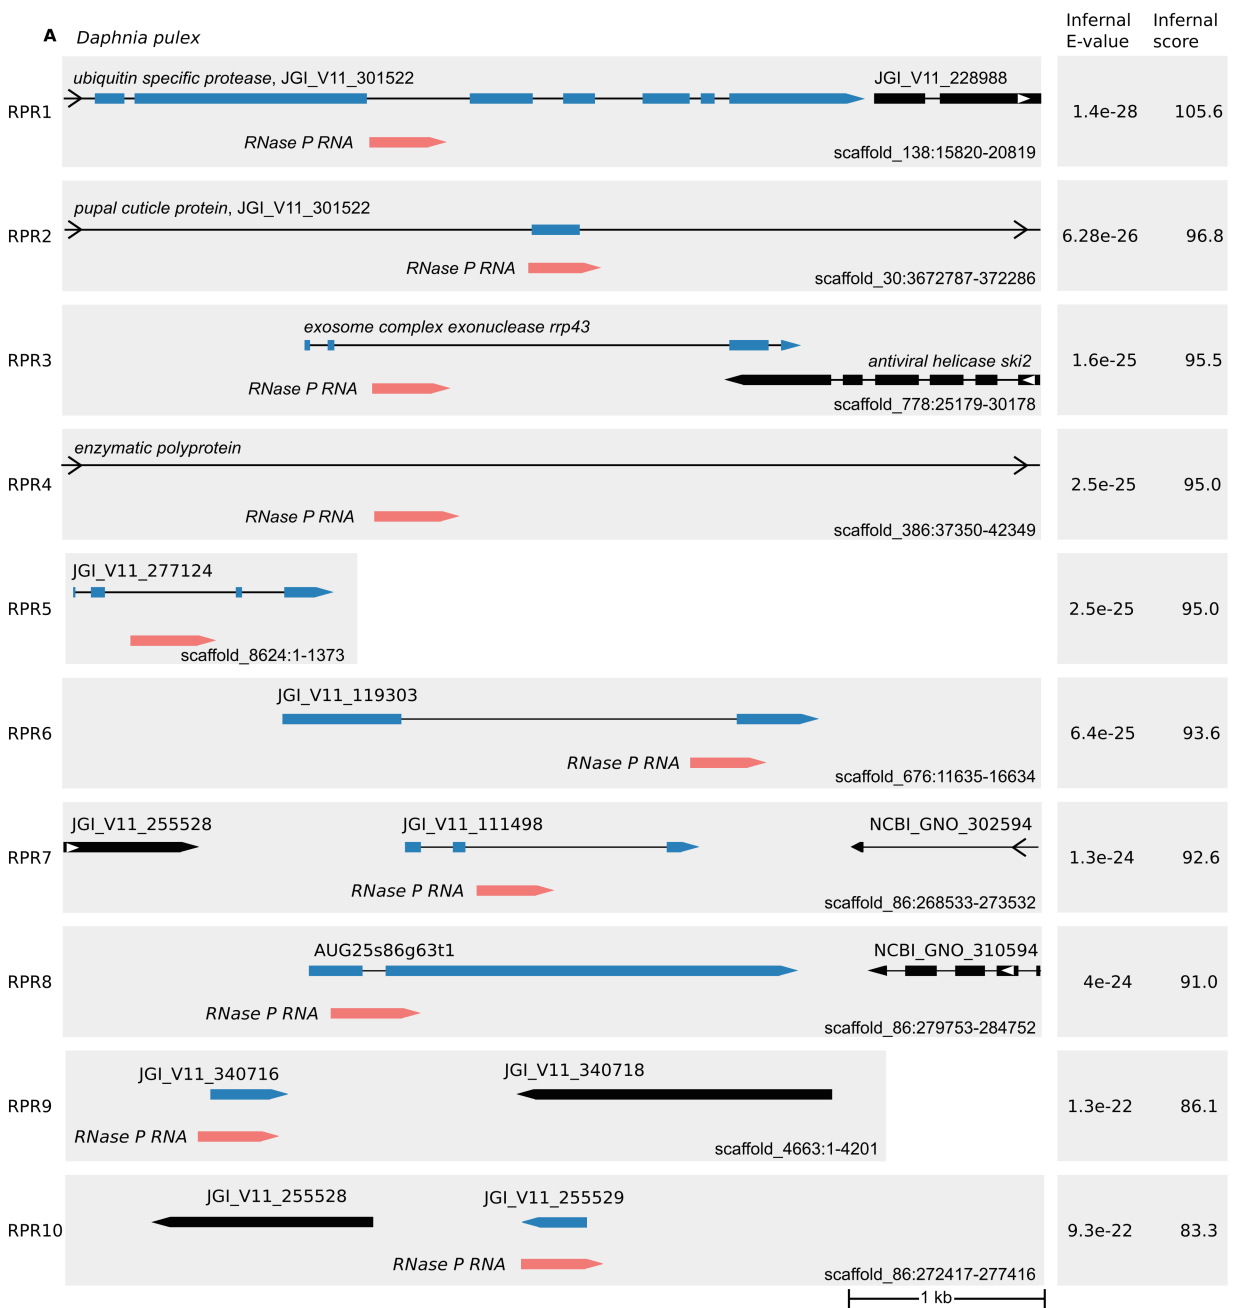 A Daphnia pulex
Infernal E-value
Infernal score
RPR1
ubiquitin specific protease, JGI_V11_301522
JGI_V11_228988
RNase P RNA
scaffold_138:15820-20819
1.4e-28
105.6
RPR2
pupal cuticle protein, JGI_V11_301522
RNase P RNA
scaffold_30:3672787-372286
6.28e-26
96.8
RPR3
exosome complex exonuclease rrp43
antiviral helicase ski2
RNase P RNA
scaffold_778:25179-30178
1.6e-25
95.5
RPR4
enzymatic polyprotein
RNase P RNA
scaffold_386:37350-42349
2.5e-25
95.0
RPR5
JGI_V11_277124
scaffold_8624:1-1373
2.5e-25
95.0
RPR6
JGI_V11_119303
RNase P RNA
scaffold_676:11635-16634
6.4e-25
93.6
RPR7
JGI_V11_255528
JGI_V11_111498
NCBI_GNO_302594
RNase P RNA
scaffold_86:268533-273532
1.3e-24
92.6
RPR8
AUG25s86g63t1
NCBI_GNO_310594
RNase P RNA
scaffold_86:279753-284752
4e-24
91.0
RPR9
JGI_V11_340716
JGI_V11_340718
RNase P RNA
scaffold_4663:1-4201
1.3e-22
86.1
RPR10
JGI_V11_255528
JGI_V11_255529
RNase P RNA
scaffold_86:272417-277416
9.3e-22
83.3
1 kb